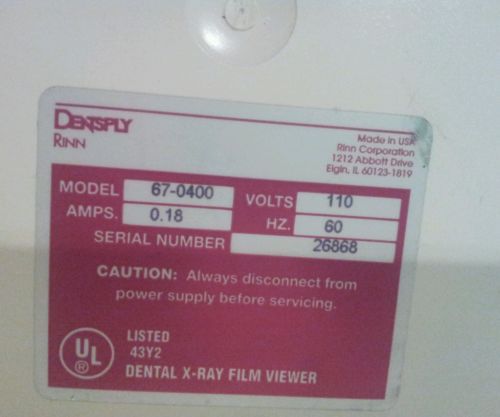 DENTSPLY
RINN
Made in USA
Rinn Corporation
1212 Abbott Drive
Elgin, IL 60123-1819
MODEL 67-0400 VOLTS 110
AMPS. 0.18 HZ. 60
SERIAL NUMBER 26868
CAUTION: Always disconnect from
power supply before servicing.
UL
LISTED
43Y2
DENTAL X-RAY FILM VIEWER